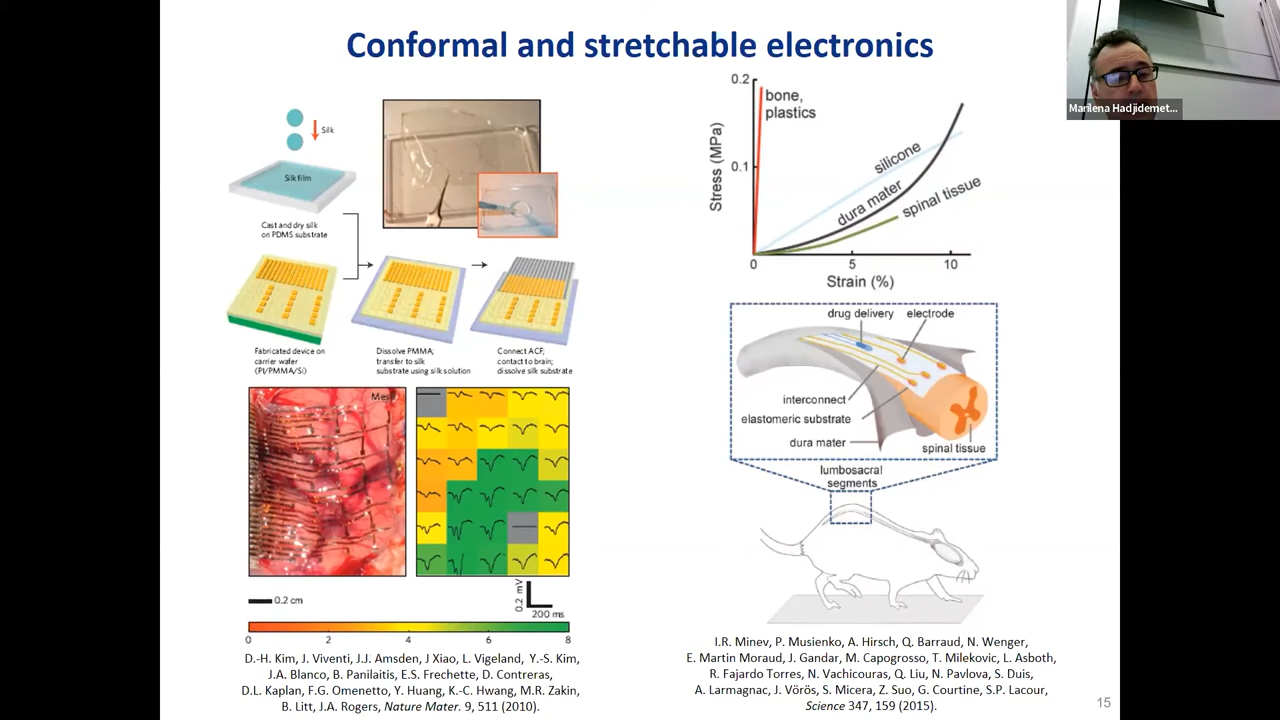 Conformal and stretchable electronics
Marilena Hadjidemet...
Silk
Silk film
Cast and dry silk
on PDMS substrate
Fabricated device on
carrier wafer
(PI/PMMA/Si)
Dissolve PMMA;
transfer to silk
substrate using silk solution
Connect ACF;
contact to brain;
dissolve silk substrate
0.2 cm
0.2 mV
200 ms
0 2 4 6 8
D.-H. Kim, J. Viventi, J.J. Amsden, J Xiao, L. Vigeland, Y.-S. Kim,
J.A. Blanco, B. Panilaitis, E.S. Frechette, D. Contreras,
D.L. Kaplan, F.G. Omenetto, Y. Huang, K.-C. Hwang, M.R. Zakin,
B. Litt, J.A. Rogers, Nature Mater. 9, 511 (2010).
0.2
0.1
Stress (MPa)
bone,
plastics
silicone
dura mater
spinal tissue
0 5 10
Strain (%)
drug delivery
electrode
interconnect
elastomeric substrate
dura mater
spinal tissue
lumbosacral
segments
I.R. Minev, P. Musienko, A. Hirsch, Q. Barraud, N. Wenger,
E. Martin Moraud, J. Gandar, M. Capogrosso, T. Milekovic, L. Asboth,
R. Fajardo Torres, N. Vachicouras, Q. Liu, N. Pavlova, S. Duis,
A. Larmagnac, J. Vörös, S. Micera, Z. Suo, G. Courtine, S.P. Lacour,
Science 347, 159 (2015).
15